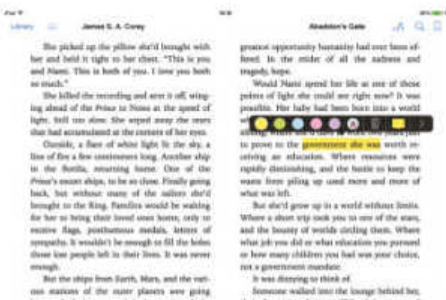 iPad
Library
James S. A. Corey
Abaddon's Gate
She picked up the pillow she'd brought with
her and held it tight to her chest. "This is you
and Nami. This is both of you. I love you both
so much."
She killed the recording and sent it off, wing-
ing ahead of the Prince to Nono at the speed of
light. Still too slow. She wiped away the tears
that had accumulated at the corners of her eyes.
Outside, a flare of white light lit the sky, a
line of fire a few centimeters long. Another ship
in the flotilla, returning home. One of the
Prince's escort ships, to be so close. Finally going
back, but without many of the sailors she'd
brought to the Ring. Families would be waiting
for to bring their loved ones home, only to
receive flags, posthumous medals, letters of
sympathy. It wouldn't be enough to fill the holes
those lost people left in their lives. It was never
enough.
But the ships from Earth, Mars, and the vari-
ous stations of the outer planets were going
greatest opportunity humanity had ever been of-
fered. In the midst of all the sadness and
tragedy, hope.
Would Nami spend her life at one of those
points of light she could see right now? It was
possible. Her baby had been born into a world
to prove to the government she was worth re-
ceiving an education. Where resources were
rapidly diminishing, and the battle to keep the
waste from piling up used more and more of
what was left.
But she'd grow up in a world without limits.
Where a short trip took you to one of the stars,
and the bounty of worlds circling them. Where
what job you did or what education you pursued
or how many children you had was your choice,
not a government mandate.
It was dizzying to think of.
Someone walked into the lounge behind her,